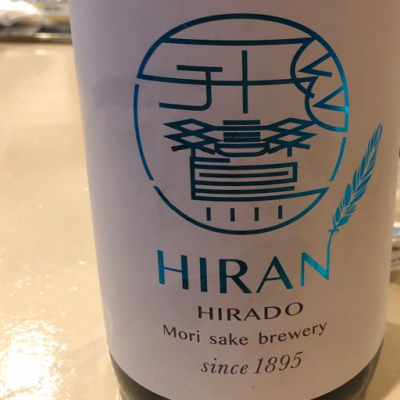 HIRAN
HIRADO
Mori sake brewery
since 1895